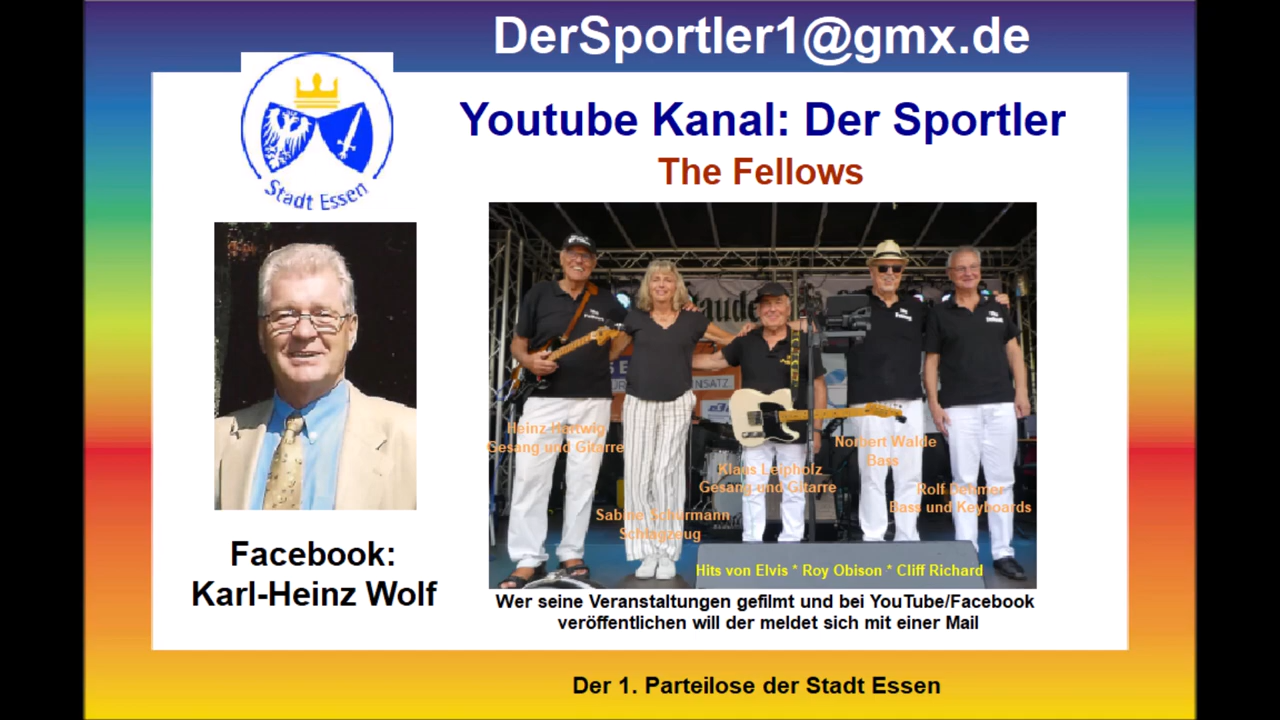 DerSportler1@gmx.de
Stadt Essen
Youtube Kanal: Der Sportler
The Fellows
Heinz Hartwig
Gesang und Gitarre
Norbert Walde
Bass
Klaus Leipholz
Gesang und Gitarre
Rolf
Bass und Keyboards
Sabine Schürmann
Schlagzeug
Hits von Elvis * Roy Obison * Cliff Richard
Facebook:
Karl-Heinz Wolf
Wer seine Veranstaltungen gefilmt und bei YouTube/Facebook
veröffentlichen will der meldet sich mit einer Mail
Der 1. Parteilose der Stadt Essen